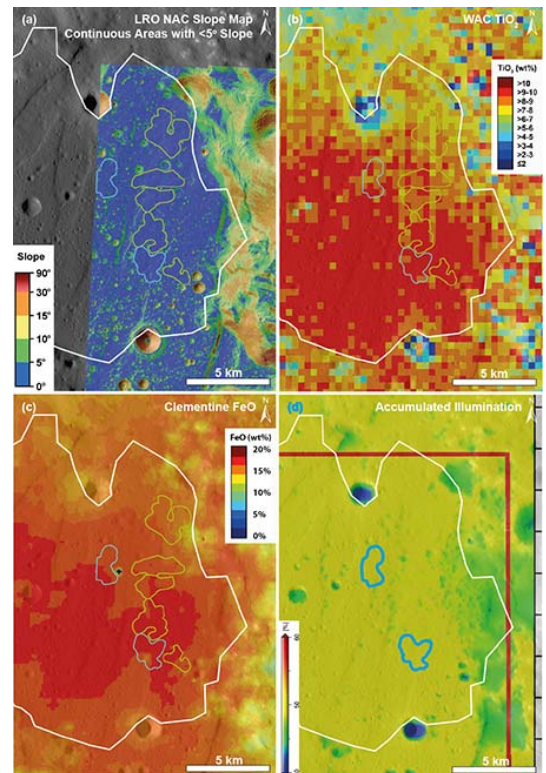 (a)
LRO NAC Slope Map
Continuous Areas with <5° Slope
N
Slope
90°
30°
15°
10°
5°
0°
5 km
(b)
WAC TiO2
N
TiO2 (wt%)
>10
>9-10
>8-9
>7-8
>6-7
>5-6
>4-5
>3-4
>2-3
≤2
5 km
(c)
Clementine FeO
N
FeO (wt%)
20%
15%
10%
5%
0%
5 km
(d)
Accumulated Illumination
N
[%]
0
5 km